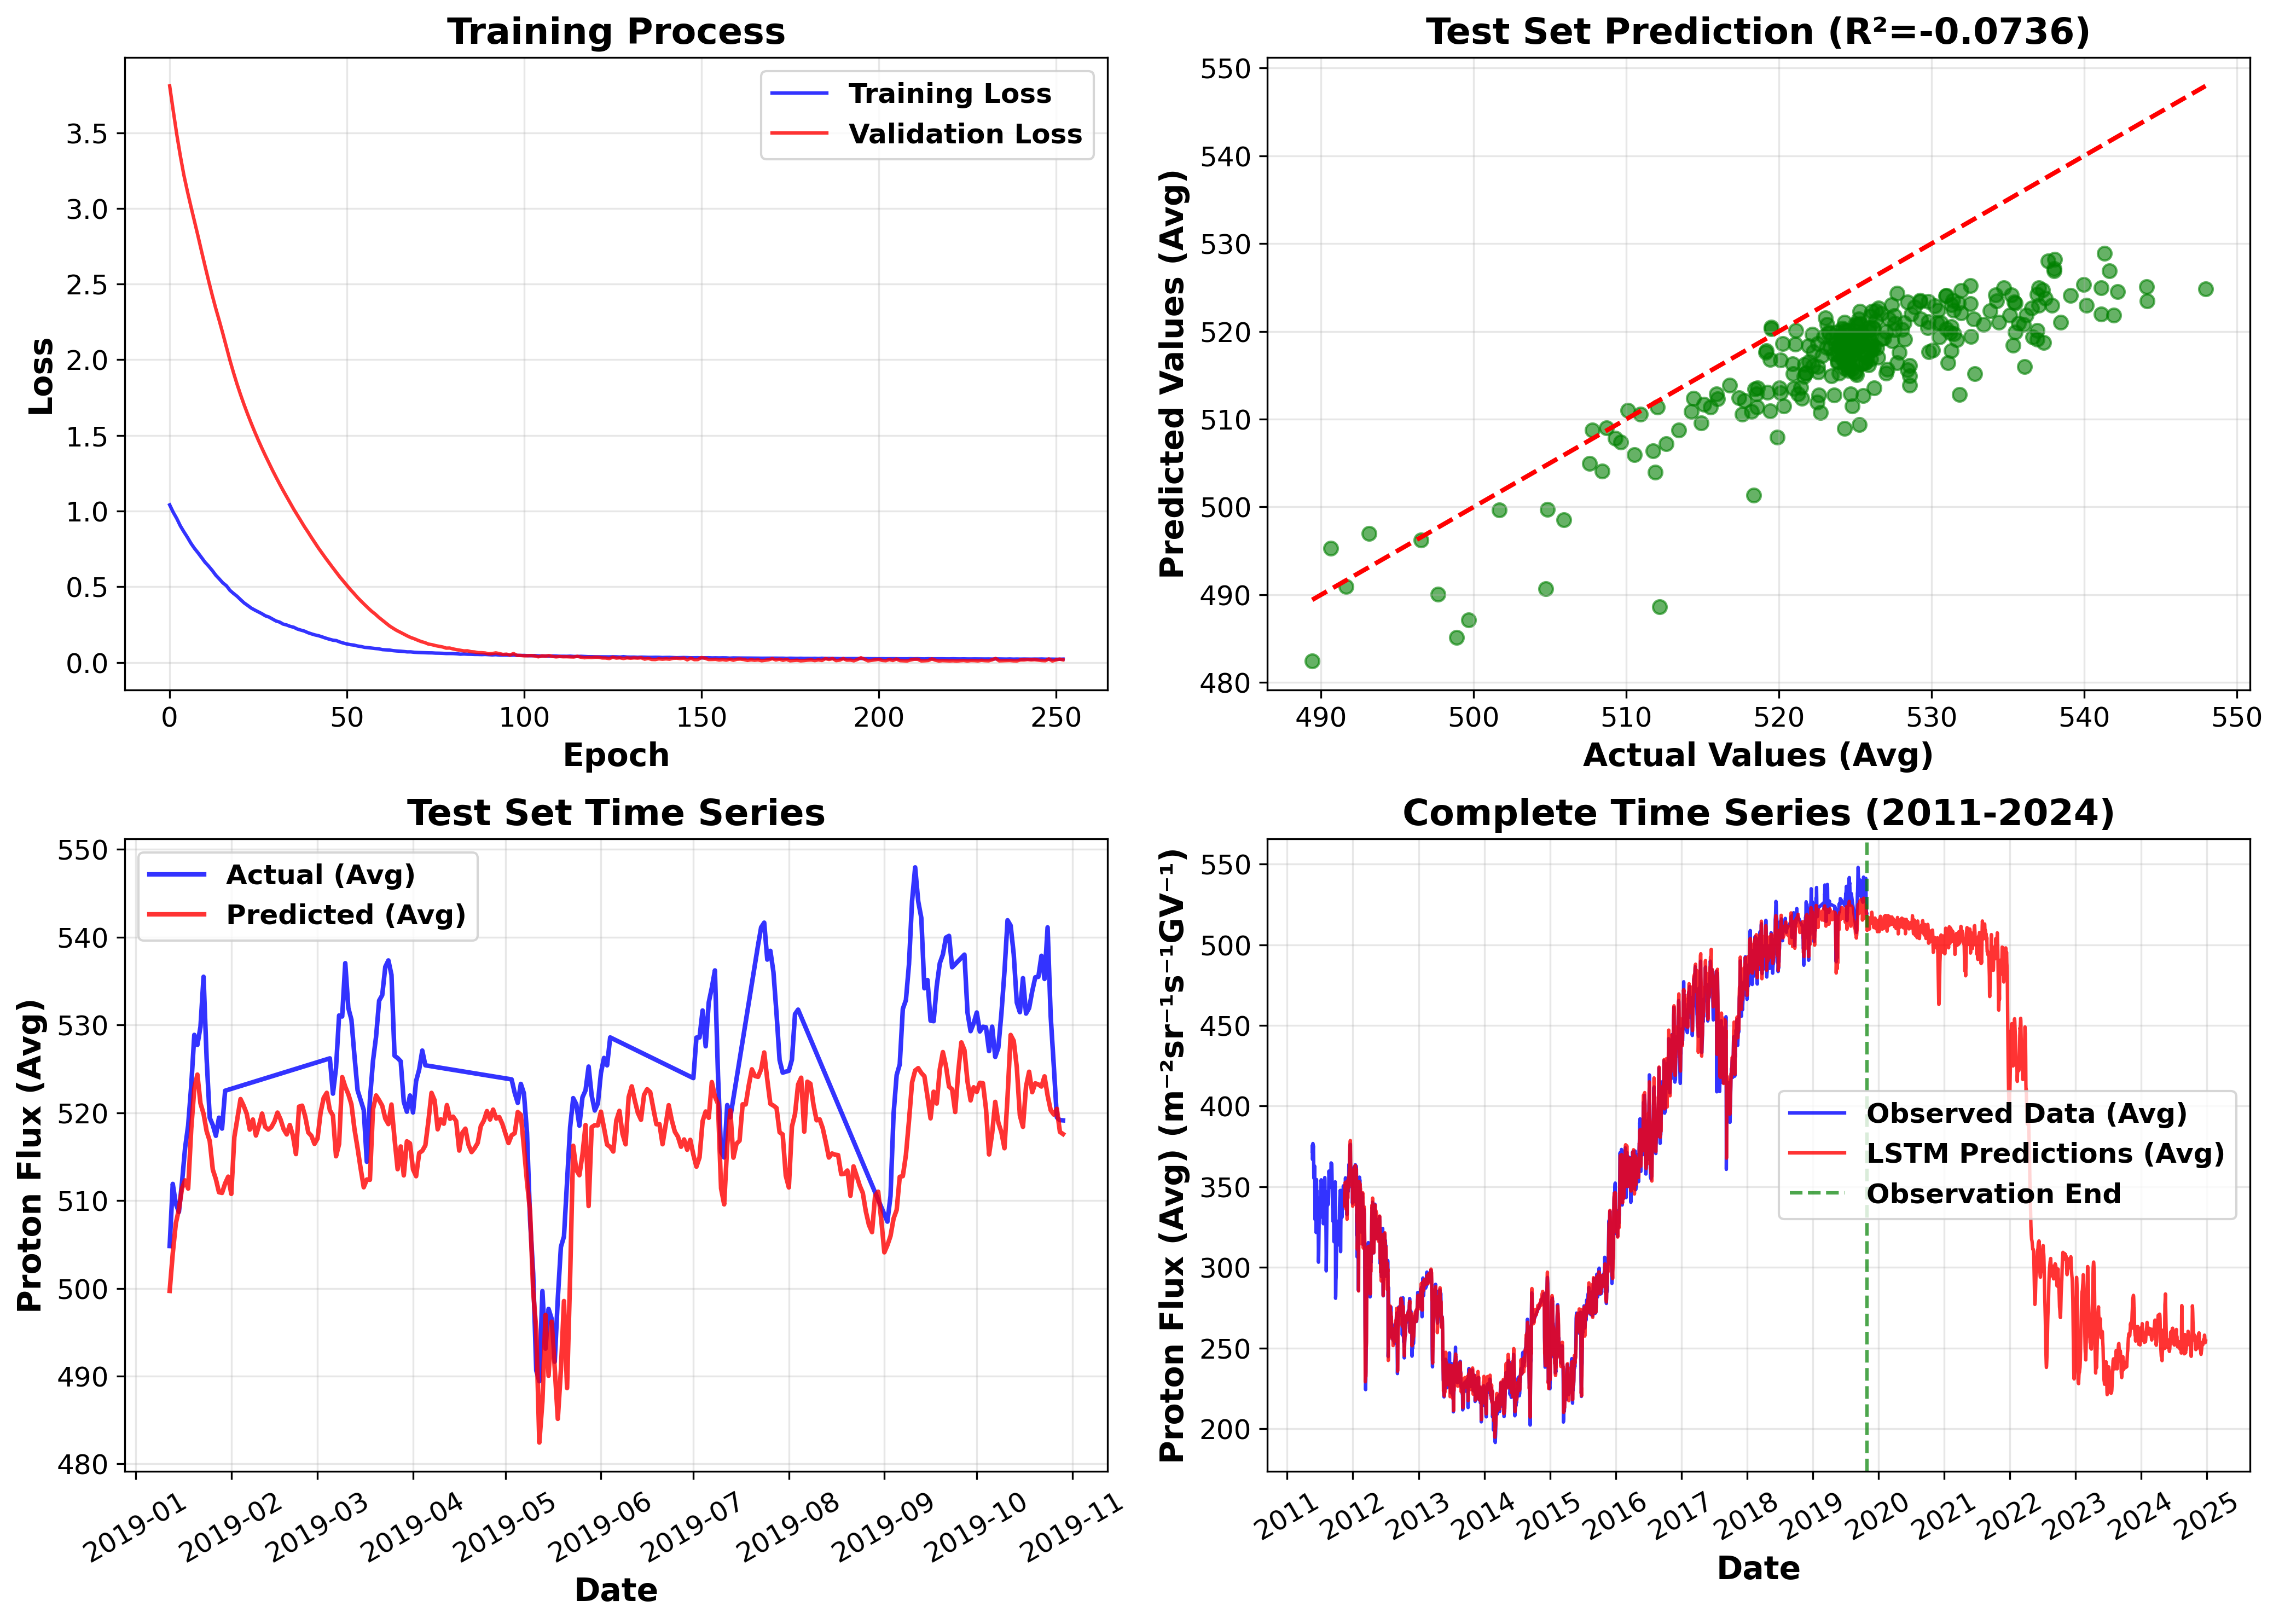 Training Process
Loss
3.5
3.0
2.5
2.0
1.5
1.0
0.5
0.0
Training Loss
Validation Loss
0 50 100 150 200 250
Epoch
Test Set Prediction (R²=-0.0736)
Predicted Values (Avg)
550
540
530
520
510
500
490
480
490 500 510 520 530 540 550
Actual Values (Avg)
Test Set Time Series
Proton Flux (Avg)
550
540
530
520
510
500
490
480
Actual (Avg)
Predicted (Avg)
2019-01 2019-02 2019-03 2019-04 2019-05 2019-06 2019-07 2019-08 2019-09 2019-10 2019-11
Date
Complete Time Series (2011-2024)
Proton Flux (Avg) (m⁻²sr⁻¹s⁻¹GV⁻¹)
550
500
450
400
350
300
250
200
Observed Data (Avg)
LSTM Predictions (Avg)
Observation End
2011 2012 2013 2014 2015 2016 2017 2018 2019 2020 2021 2022 2023 2024 2025
Date